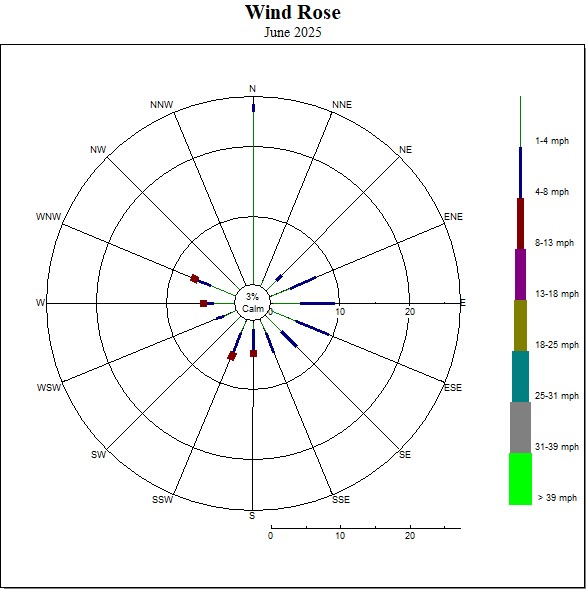 Wind Rose
June 2025
N
NNW
NNE
NW
NE
1-4 mph
4-8 mph
WNW
ENE
8-13 mph
13-18 mph
3%
Calm
W
E
0
10
20
18-25 mph
WSW
ESE
25-31 mph
SW
SE
31-39 mph
SSW
SSE
> 39 mph
S
0
10
20